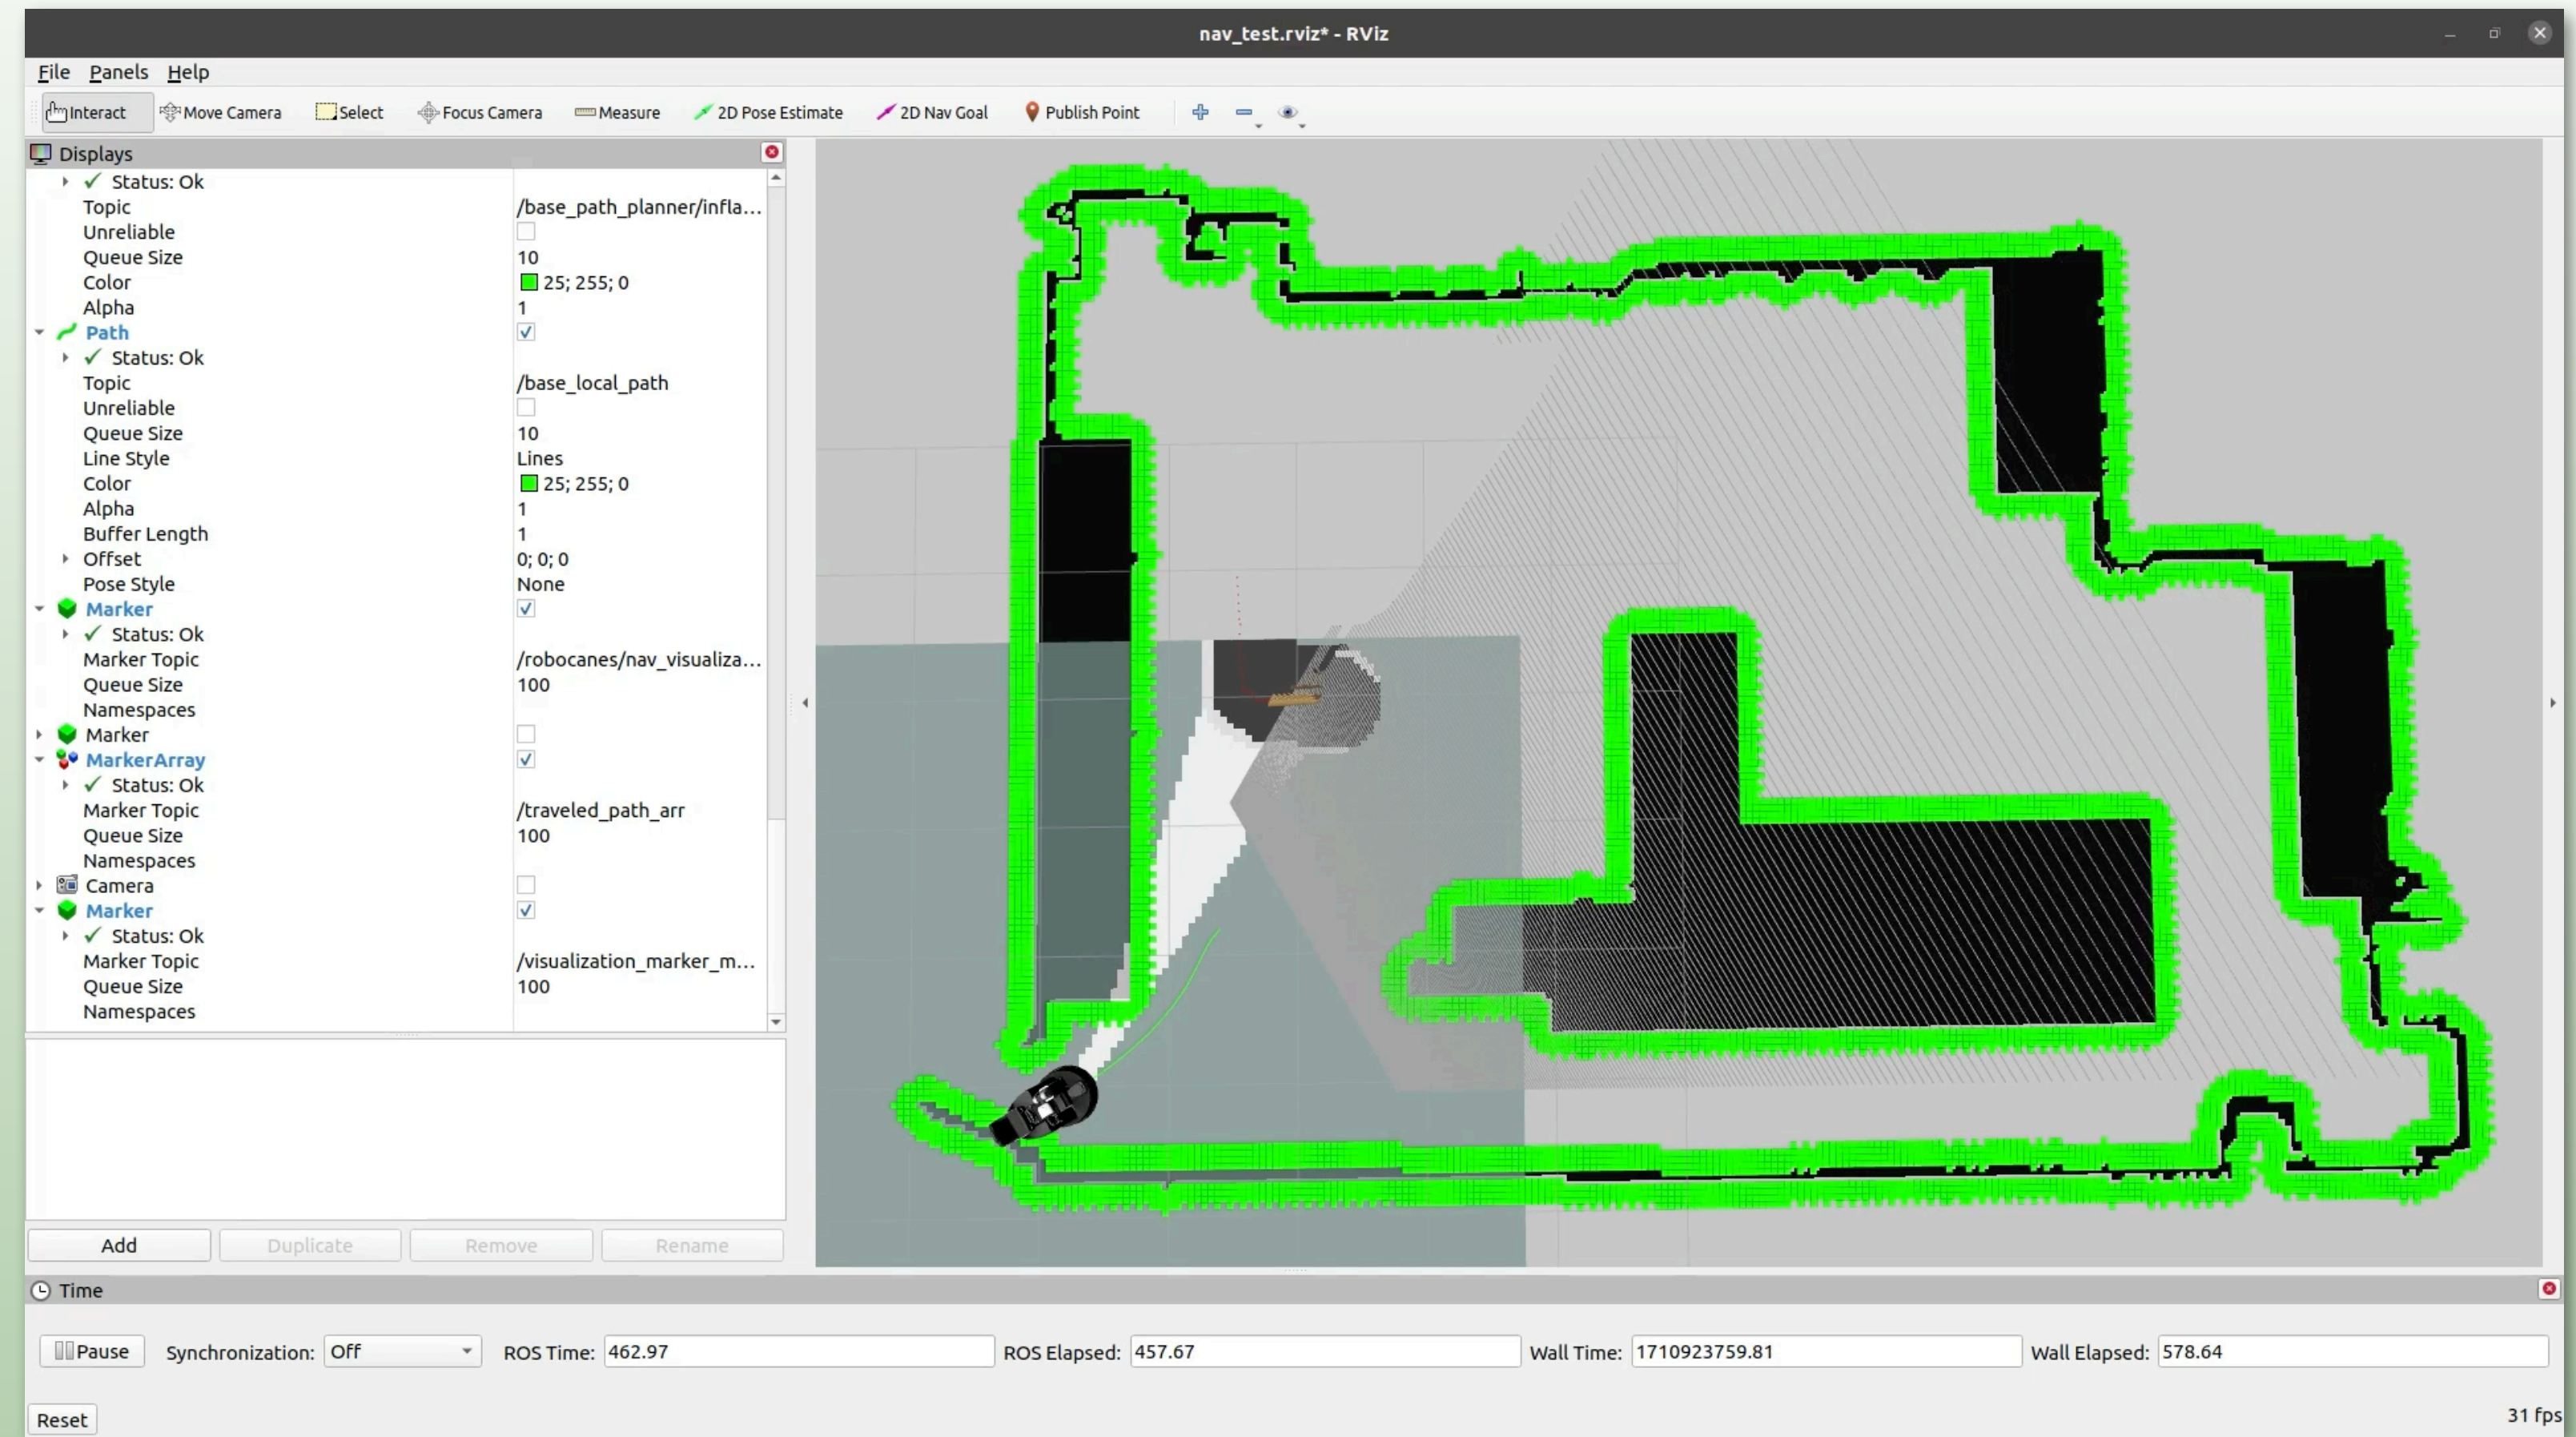 nav_test.rviz* - RViz
File Panels Help
Interact Move Camera Select Focus Camera Measure 2D Pose Estimate 2D Nav Goal Publish Point
Displays
Status: Ok
Topic /base_path_planner/infla...
Unreliable
Queue Size 10
Color 25; 255; 0
Alpha 1
Path
Status: Ok
Topic /base_local_path
Unreliable
Queue Size 10
Line Style Lines
Color 25; 255; 0
Alpha 1
Buffer Length 1
Offset 0; 0; 0
Pose Style None
Marker
Status: Ok
Marker Topic /robocanes/nav_visualiza...
Queue Size 100
Namespaces
Marker
MarkerArray
Status: Ok
Marker Topic /traveled_path_arr
Queue Size 100
Namespaces
Camera
Marker
Status: Ok
Marker Topic /visualization_marker_m...
Queue Size 100
Namespaces
Add Duplicate Remove Rename
Time
Pause Synchronization: Off ROS Time: 462.97 ROS Elapsed: 457.67 Wall Time: 1710923759.81 Wall Elapsed: 578.64
Reset 31 fps